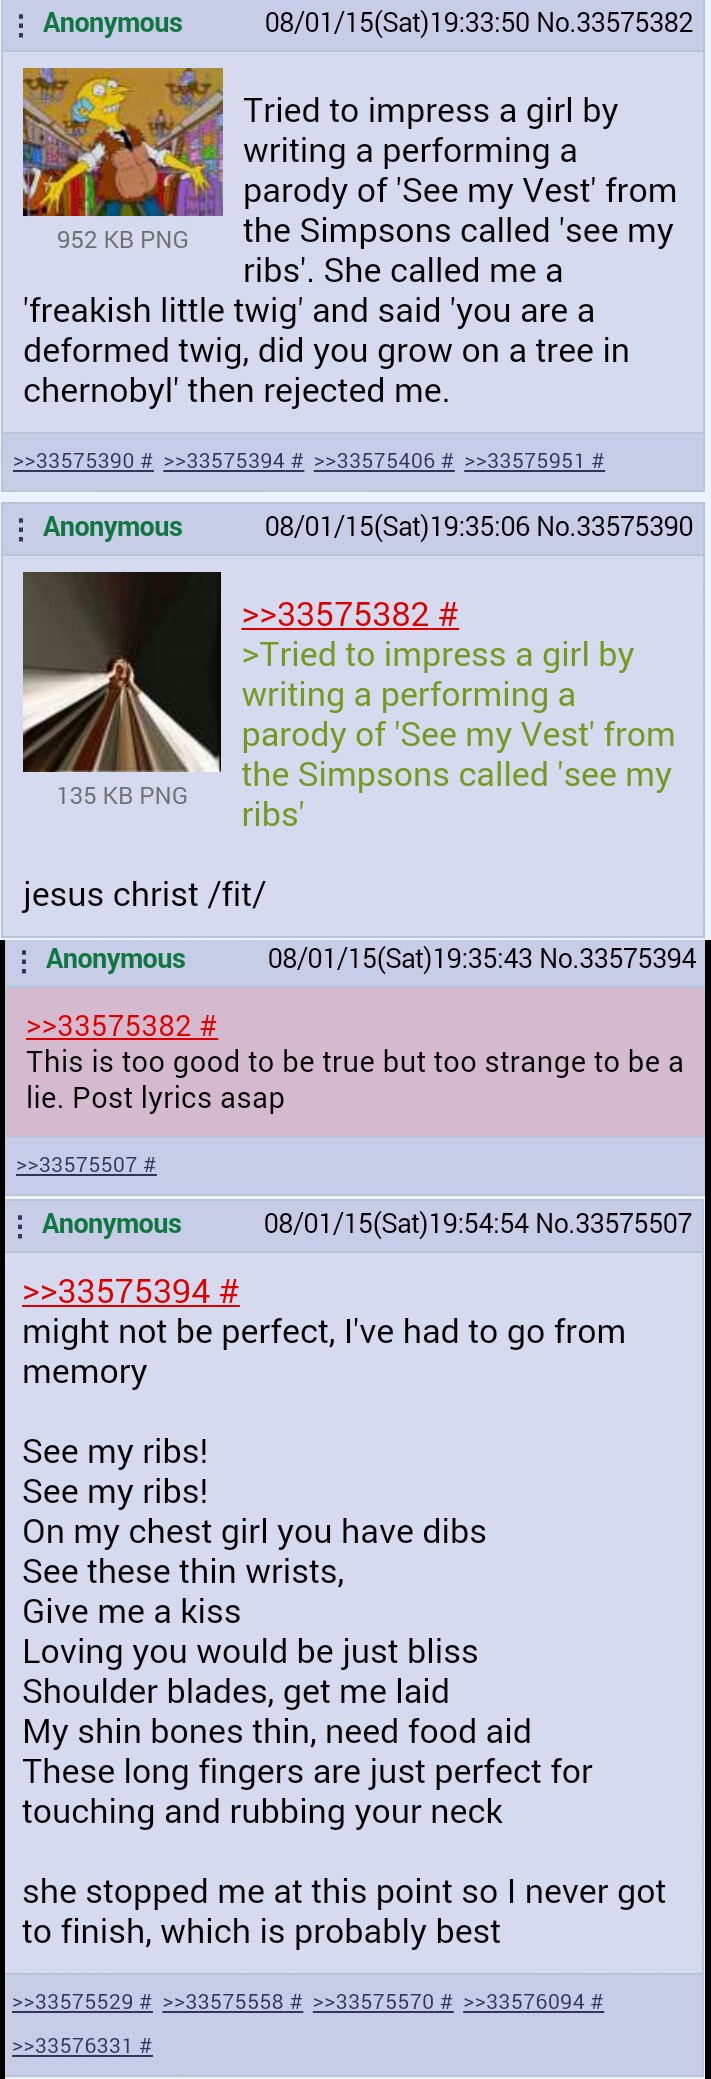 Anonymous 08/01/15(Sat)19:33:50 No.33575382
Tried to impress a girl by
writing a performing a
parody of 'See my Vest' from
952 KB PNG
the Simpsons called 'see my
ribs'. She called me a
'freakish little twig' and said 'you are a
deformed twig, did you grow on a tree in
chernobyl' then rejected me.
>>33575390 # >>33575394 # >>33575406 # >>33575951 #
Anonymous 08/01/15(Sat)19:35:06 No.33575390
>>33575382 #
>Tried to impress a girl by
writing a performing a
parody of 'See my Vest' from
the Simpsons called 'see my
135 KB PNG
ribs'
jesus christ /fit/
Anonymous 08/01/15(Sat)19:35:43 No.33575394
>>33575382 #
This is too good to be true but too strange to be a
lie. Post lyrics asap
>>33575507 #
Anonymous 08/01/15(Sat)19:54:54 No.33575507
>>33575394 #
might not be perfect, I've had to go from
memory
See my ribs!
See my ribs!
On my chest girl you have dibs
See these thin wrists,
Give me a kiss
Loving you would be just bliss
Shoulder blades, get me laid
My shin bones thin, need food aid
These long fingers are just perfect for
touching and rubbing your neck
she stopped me at this point so I never got
to finish, which is probably best
>>33575529 # >>33575558 # >>33575570 # >>33576094 #
>>33576331 #